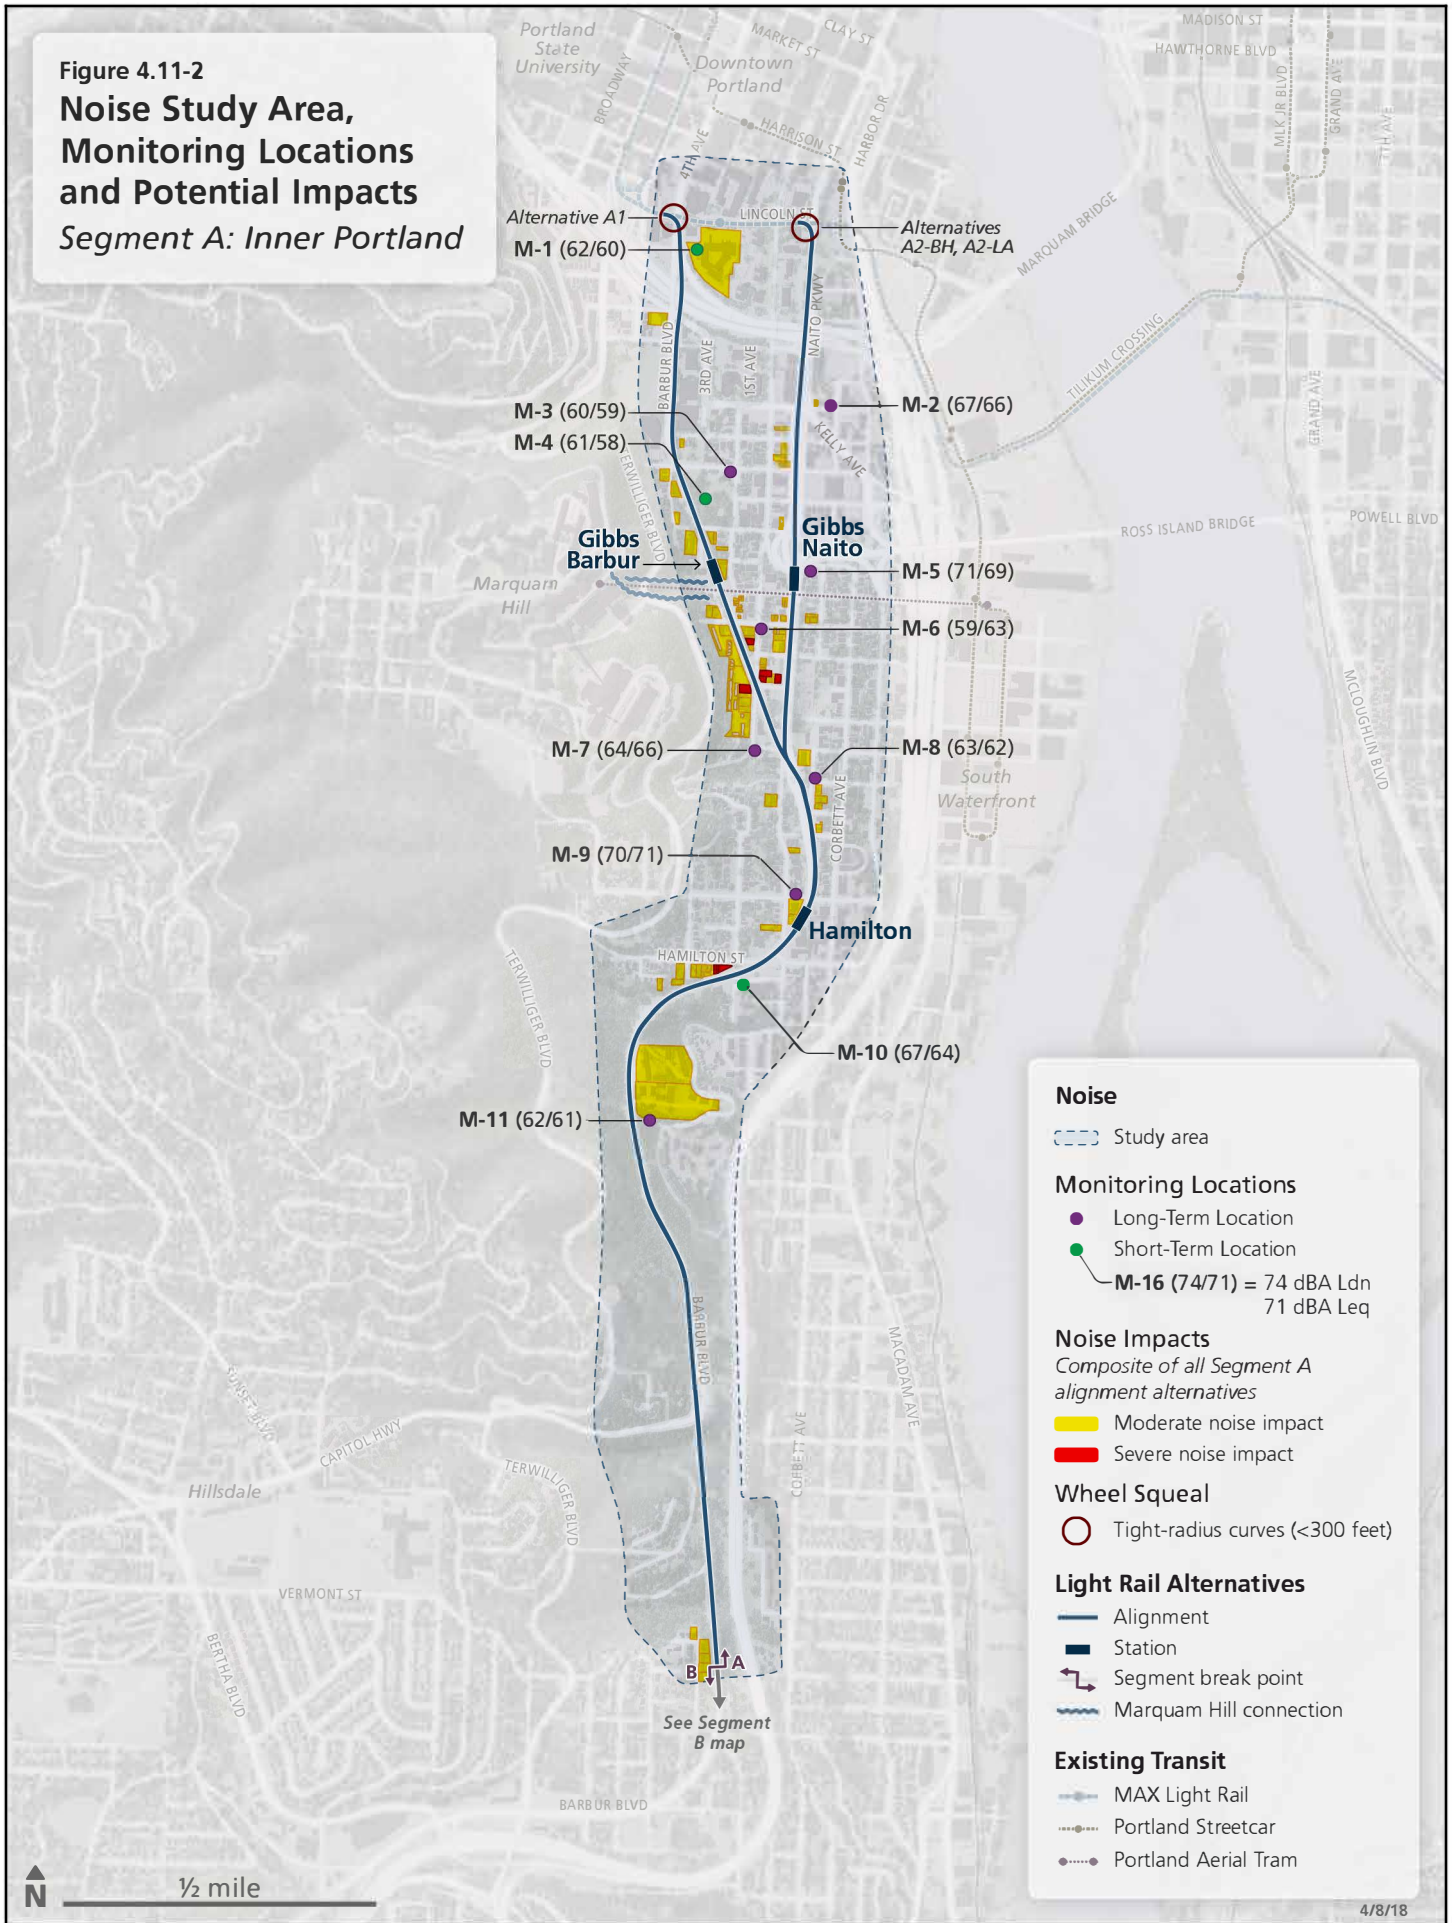 Figure 4.11-2
Noise Study Area,
Monitoring Locations
and Potential Impacts
Segment A: Inner Portland
Portland
State
University
BROADWAY
MARKET ST
CLAY ST
Downtown
Portland
HARRISON ST
HARBOR DR
4TH AVE
MADISON ST
HAWTHORNE BLVD
MLK JR BLVD
GRAND AVE
7TH AVE
Alternative A1
LINCOLN ST
Alternatives
A2-BH, A2-LA
M-1 (62/60)
MARQUAM BRIDGE
NAITO PKWY
BARBUR BLVD
3RD AVE
1ST AVE
TILIKUM CROSSING
GRAND AVE
M-3 (60/59)
M-2 (67/66)
M-4 (61/58)
KELLY AVE
TERWILLIGER BLVD
Gibbs
Barbur
Gibbs
Naito
ROSS ISLAND BRIDGE
POWELL BLVD
Marquam
Hill
M-5 (71/69)
M-6 (59/63)
MCLOUGHLIN BLVD
M-7 (64/66)
M-8 (63/62)
South
Waterfront
CORBETT AVE
M-9 (70/71)
Hamilton
HAMILTON ST
TERWILLIGER BLVD
M-10 (67/64)
M-11 (62/61)
BARBUR BLVD
MACADAM AVE
SUNSET BLVD
CAPITOL HWY
CORBETT AVE
Hillsdale
TERWILLIGER BLVD
VERMONT ST
BERTHA BLVD
B
A
See Segment
B map
BARBUR BLVD
N
½ mile
Noise
Study area
Monitoring Locations
Long-Term Location
Short-Term Location
M-16 (74/71) = 74 dBA Ldn
71 dBA Leq
Noise Impacts
Composite of all Segment A
alignment alternatives
Moderate noise impact
Severe noise impact
Wheel Squeal
Tight-radius curves (<300 feet)
Light Rail Alternatives
Alignment
Station
Segment break point
Marquam Hill connection
Existing Transit
MAX Light Rail
Portland Streetcar
Portland Aerial Tram
4/8/18